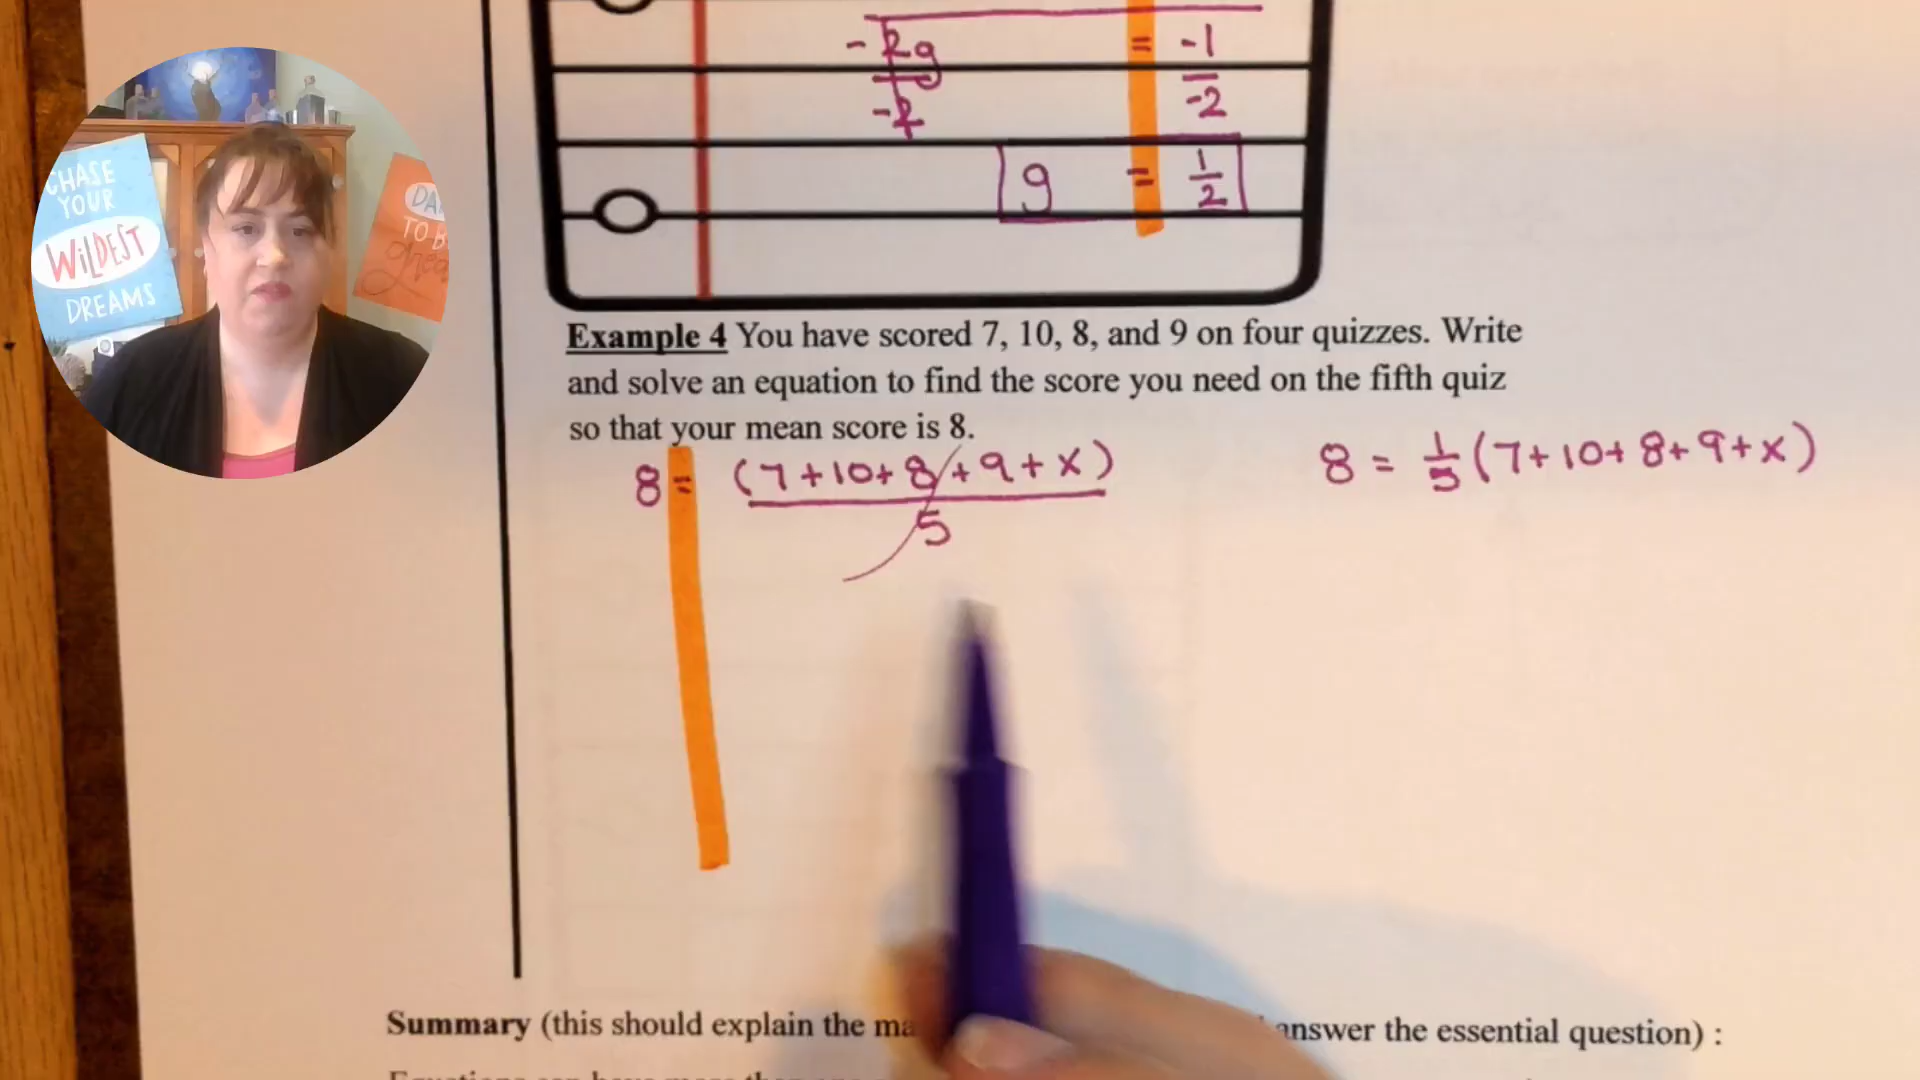 CHASE
YOUR
WiLDEST
DREAMS
TO B
- 2g = -1
-2 -2
g = 1/2
Example 4 You have scored 7, 10, 8, and 9 on four quizzes. Write
and solve an equation to find the score you need on the fifth quiz
so that your mean score is 8.
8 = (7+10+8+9+x)
5
8 = 1/5 (7+10+8+9+x)
Summary (this should explain the answer the essential question) :